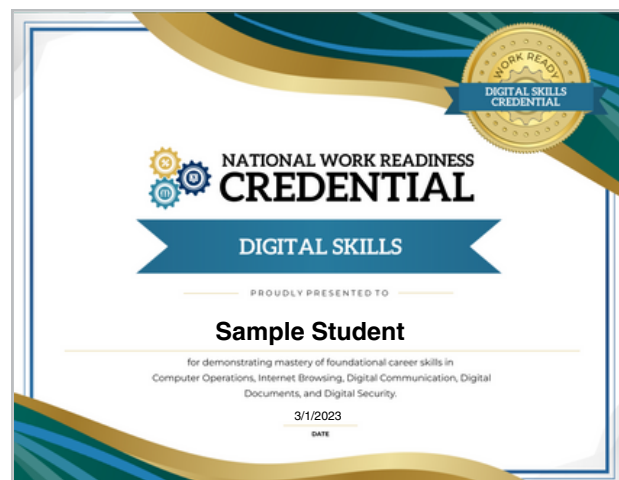 WORK READY
DIGITAL SKILLS
CREDENTIAL
NATIONAL WORK READINESS
CREDENTIAL
DIGITAL SKILLS
PROUDLY PRESENTED TO
Sample Student
for demonstrating mastery of foundational career skills in
Computer Operations, Internet Browsing, Digital Communication, Digital
Documents, and Digital Security.
3/1/2023
DATE